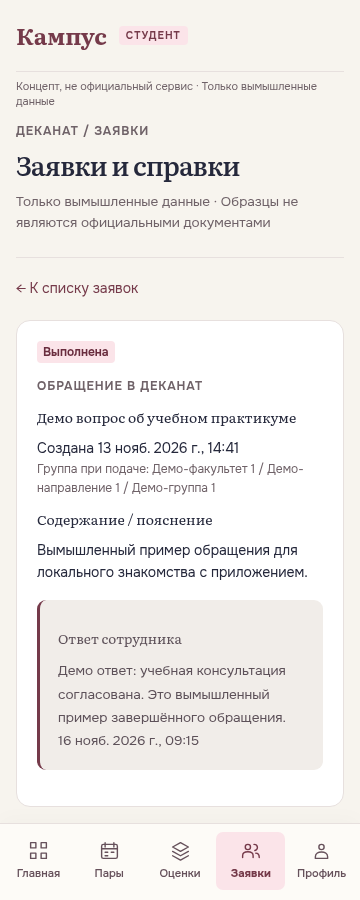 Кампус
СТУДЕНТ
Концепт, не официальный сервис · Только вымышленные
данные
ДЕКАНАТ / ЗАЯВКИ
Заявки и справки
Только вымышленные данные · Образцы не
являются официальными документами
← К списку заявок
Выполнена
ОБРАЩЕНИЕ В ДЕКАНАТ
Демо вопрос об учебном практикуме
Создана 13 нояб. 2026 г., 14:41
Группа при подаче: Демо-факультет 1 / Демо-
направление 1 / Демо-группа 1
Содержание / пояснение
Вымышленный пример обращения для
локального знакомства с приложением.
Ответ сотрудника
Демо ответ: учебная консультация
согласована. Это вымышленный
пример завершённого обращения.
16 нояб. 2026 г., 09:15
Главная
Пары
Оценки
Заявки
Профиль